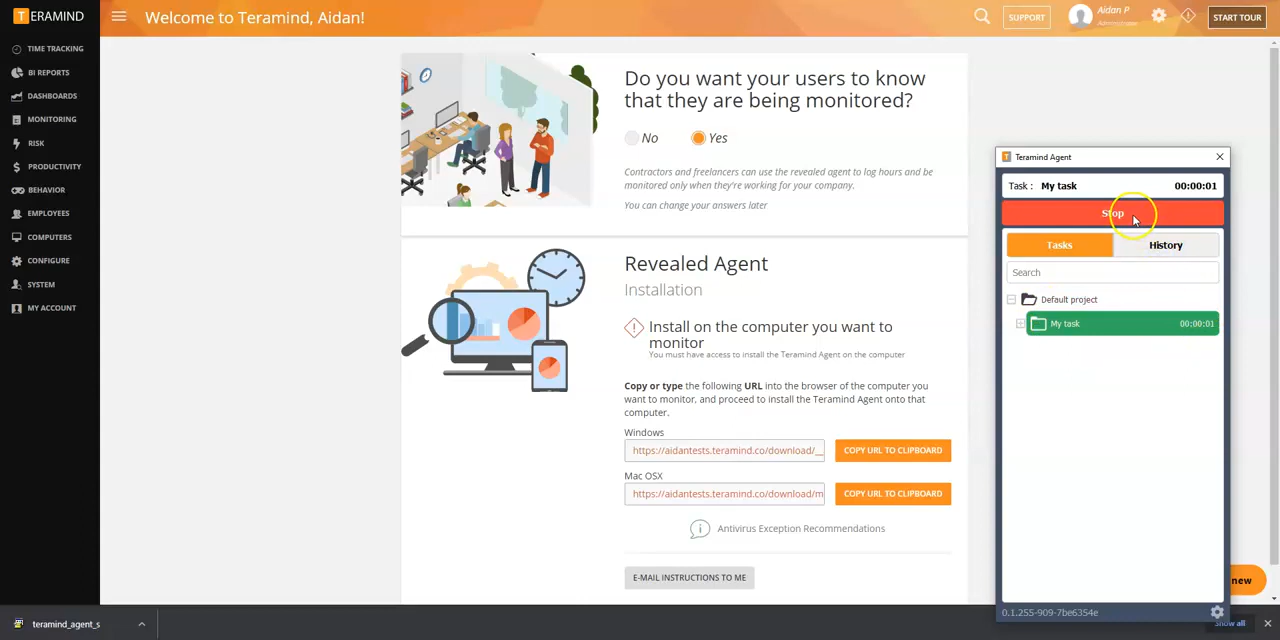 TERAMIND
Welcome to Teramind, Aidan!
SUPPORT
Aidan P
Administrator
START TOUR
TIME TRACKING
BI REPORTS
DASHBOARDS
MONITORING
RISK
PRODUCTIVITY
BEHAVIOR
EMPLOYEES
COMPUTERS
CONFIGURE
SYSTEM
MY ACCOUNT
Do you want your users to know
that they are being monitored?
No
Yes
Contractors and freelancers can use the revealed agent to log hours and be
monitored only when they're working for your company.
You can change your answers later
Revealed Agent
Installation
Install on the computer you want to
monitor
You must have access to install the Teramind Agent on the computer
Copy or type the following URL into the browser of the computer you
want to monitor, and proceed to install the Teramind Agent onto that
computer.
Windows
https://aidantests.teramind.co/download/__
COPY URL TO CLIPBOARD
Mac OSX
https://aidantests.teramind.co/download/m
COPY URL TO CLIPBOARD
Antivirus Exception Recommendations
E-MAIL INSTRUCTIONS TO ME
Teramind Agent
Task : My task 00:00:01
Stop
Tasks
History
Search
Default project
My task 00:00:01
0.1.255-909-7be6354e
new
teramind_agent_s
Show all